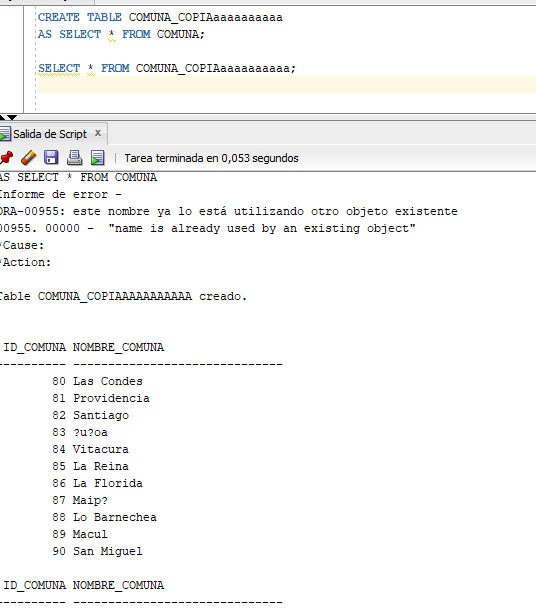 CREATE TABLE COMUNA_COPIAaaaaaaaaaa
AS SELECT * FROM COMUNA;
SELECT * FROM COMUNA_COPIAaaaaaaaaaa;
Salida de Script x
Tarea terminada en 0,053 segundos
AS SELECT * FROM COMUNA
Informe de error -
ORA-00955: este nombre ya lo está utilizando otro objeto existente
00955. 00000 - "name is already used by an existing object"
*Cause:
*Action:
Table COMUNA_COPIAAAAAAAAAAA creado.
ID_COMUNA NOMBRE_COMUNA
---------- ------------------------------
80 Las Condes
81 Providencia
82 Santiago
83 ?u?oa
84 Vitacura
85 La Reina
86 La Florida
87 Maip?
88 Lo Barnechea
89 Macul
90 San Miguel
ID_COMUNA NOMBRE_COMUNA
---------- ------------------------------